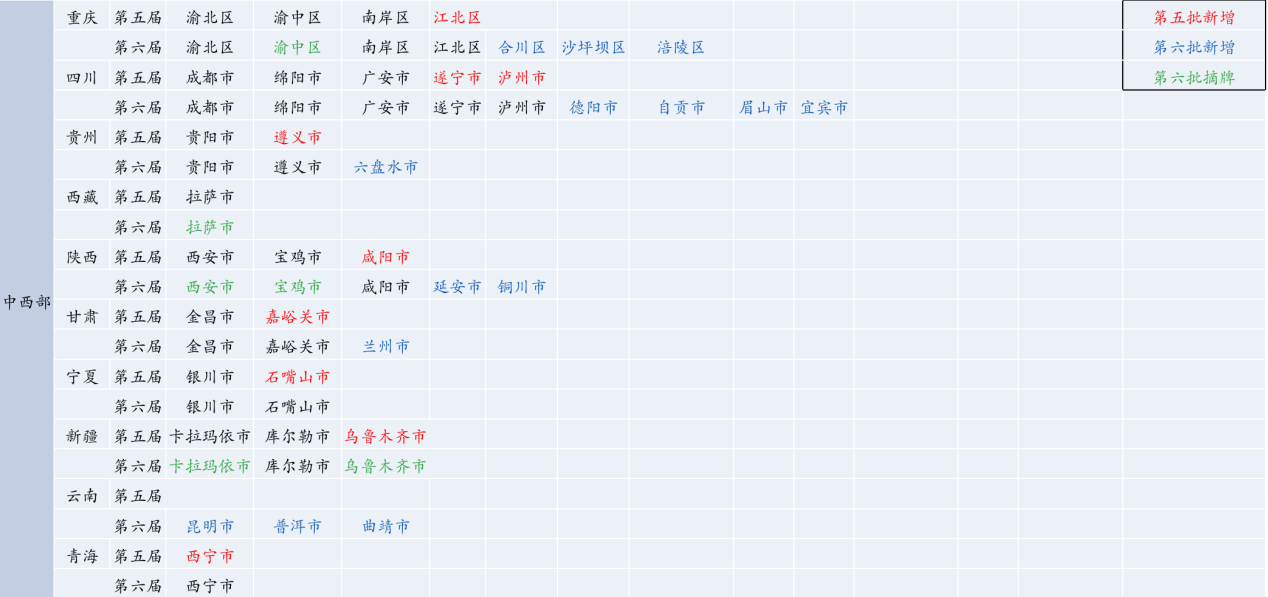 重庆 第五届 渝北区 渝中区 南岸区 江北区 第五批新增
第六届 渝北区 渝中区 南岸区 江北区 合川区 沙坪坝区 涪陵区 第六批新增
四川 第五届 成都市 绵阳市 广安市 遂宁市 泸州市 第六批摘牌
第六届 成都市 绵阳市 广安市 遂宁市 泸州市 德阳市 自贡市 眉山市 宜宾市
贵州 第五届 贵阳市 遵义市
第六届 贵阳市 遵义市 六盘水市
西藏 第五届 拉萨市
第六届 拉萨市
陕西 第五届 西安市 宝鸡市 咸阳市
第六届 西安市 宝鸡市 咸阳市 延安市 铜川市
中西部
甘肃 第五届 金昌市 嘉峪关市
第六届 金昌市 嘉峪关市 兰州市
宁夏 第五届 银川市 石嘴山市
第六届 银川市 石嘴山市
新疆 第五届 卡拉玛依市 库尔勒市 乌鲁木齐市
第六届 卡拉玛依市 库尔勒市 乌鲁木齐市
云南 第五届
第六届 昆明市 普洱市 曲靖市
青海 第五届 西宁市
第六届 西宁市